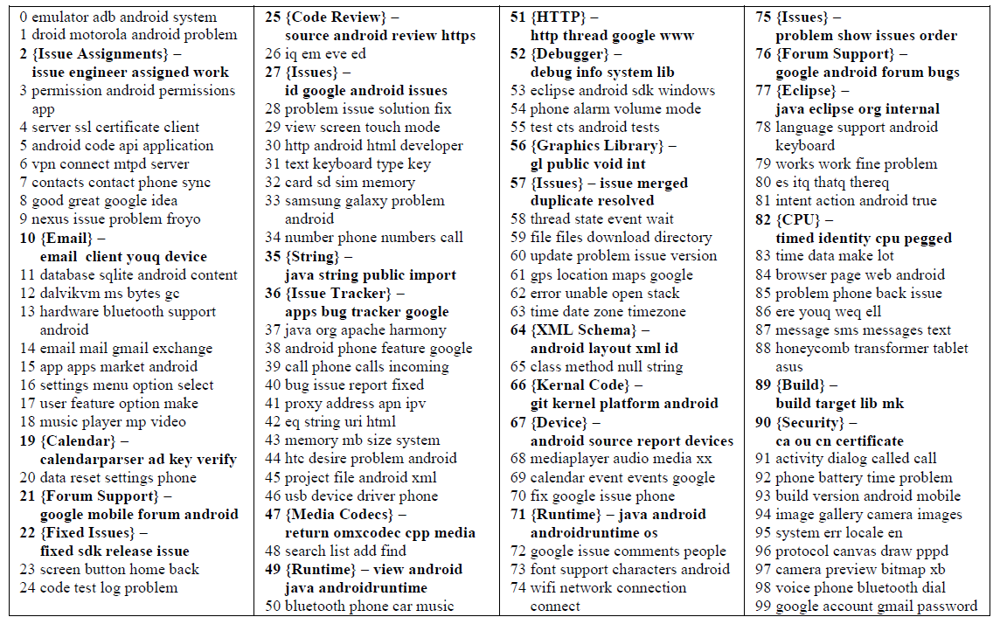 0 emulator adb android system
1 droid motorola android problem
2 {Issue Assignments} –
issue engineer assigned work
3 permission android permissions
app
4 server ssl certificate client
5 android code api application
6 vpn connect mtpd server
7 contacts contact phone sync
8 good great google idea
9 nexus issue problem froyo
10 {Email} –
email client youq device
11 database sqlite android content
12 dalvikvm ms bytes gc
13 hardware bluetooth support
android
14 email mail gmail exchange
15 app apps market android
16 settings menu option select
17 user feature option make
18 music player mp video
19 {Calendar} –
calendarparser ad key verify
20 data reset settings phone
21 {Forum Support} –
google mobile forum android
22 {Fixed Issues} –
fixed sdk release issue
23 screen button home back
24 code test log problem
25 {Code Review} –
source android review https
26 iq em eve ed
27 {Issues} –
id google android issues
28 problem issue solution fix
29 view screen touch mode
30 http android html developer
31 text keyboard type key
32 card sd sim memory
33 samsung galaxy problem
android
34 number phone numbers call
35 {String} –
java string public import
36 {Issue Tracker} –
apps bug tracker google
37 java org apache harmony
38 android phone feature google
39 call phone calls incoming
40 bug issue report fixed
41 proxy address apn ipv
42 eq string uri html
43 memory mb size system
44 htc desire problem android
45 project file android xml
46 usb device driver phone
47 {Media Codecs} –
return omxcodec cpp media
48 search list add find
49 {Runtime} – view android
java androidruntime
50 bluetooth phone car music
51 {HTTP} –
http thread google www
52 {Debugger} –
debug info system lib
53 eclipse android sdk windows
54 phone alarm volume mode
55 test cts android tests
56 {Graphics Library} –
gl public void int
57 {Issues} – issue merged
duplicate resolved
58 thread state event wait
59 file files download directory
60 update problem issue version
61 gps location maps google
62 error unable open stack
63 time date zone timezone
64 {XML Schema} –
android layout xml id
65 class method null string
66 {Kernal Code} –
git kernel platform android
67 {Device} –
android source report devices
68 mediaplayer audio media xx
69 calendar event events google
70 fix google issue phone
71 {Runtime} – java android
androidruntime os
72 google issue comments people
73 font support characters android
74 wifi network connection
connect
75 {Issues} –
problem show issues order
76 {Forum Support} –
google android forum bugs
77 {Eclipse} –
java eclipse org internal
78 language support android
keyboard
79 works work fine problem
80 es itq thatq thereq
81 intent action android true
82 {CPU} –
timed identity cpu pegged
83 time data make lot
84 browser page web android
85 problem phone back issue
86 ere youq weq ell
87 message sms messages text
88 honeycomb transformer tablet
asus
89 {Build} –
build target lib mk
90 {Security} –
ca ou cn certificate
91 activity dialog called call
92 phone battery time problem
93 build version android mobile
94 image gallery camera images
95 system err locale en
96 protocol canvas draw pppd
97 camera preview bitmap xb
98 voice phone bluetooth dial
99 google account gmail password